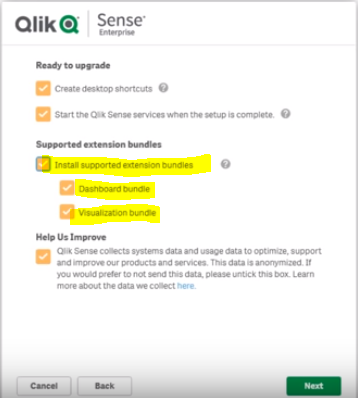 Qlik Q Sense
Enterprise
Ready to upgrade
Create desktop shortcuts ?
Start the Qlik Sense services when the setup is complete. ?
Supported extension bundles
Install supported extension bundles ?
Dashboard bundle
Visualization bundle
Help Us Improve
Qlik Sense collects systems data and usage data to optimize, support
and improve our products and services. This data is anonymized. If
you would prefer to not send this data, please untick this box. Learn
more about the data we collect here.
Cancel Back Next